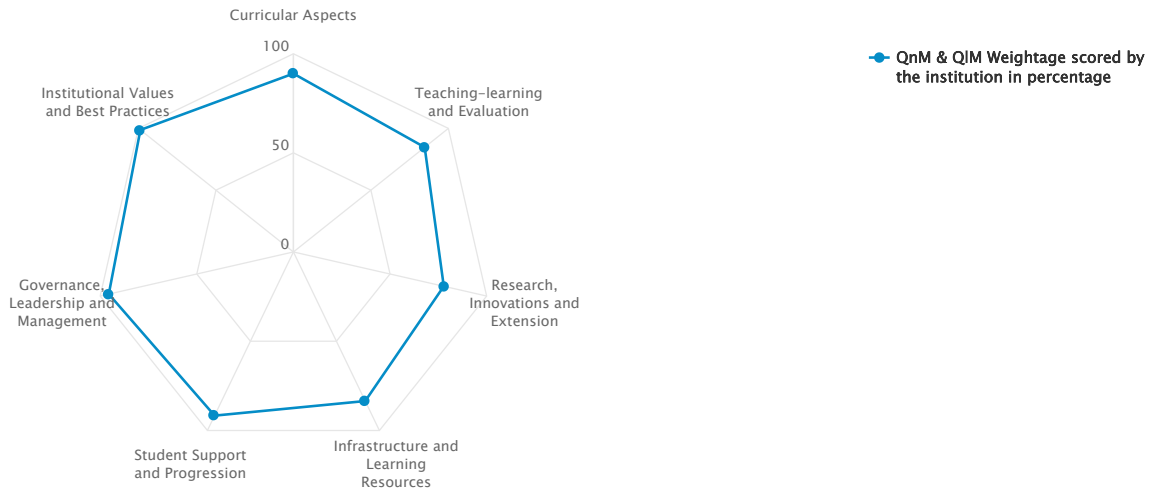 Curricular Aspects
100
50
0
Teaching-learning
and Evaluation
Research,
Innovations and
Extension
Infrastructure and
Learning
Resources
Student Support
and Progression
Governance,
Leadership and
Management
Institutional Values
and Best Practices
QnM & QlM Weightage scored by
the institution in percentage